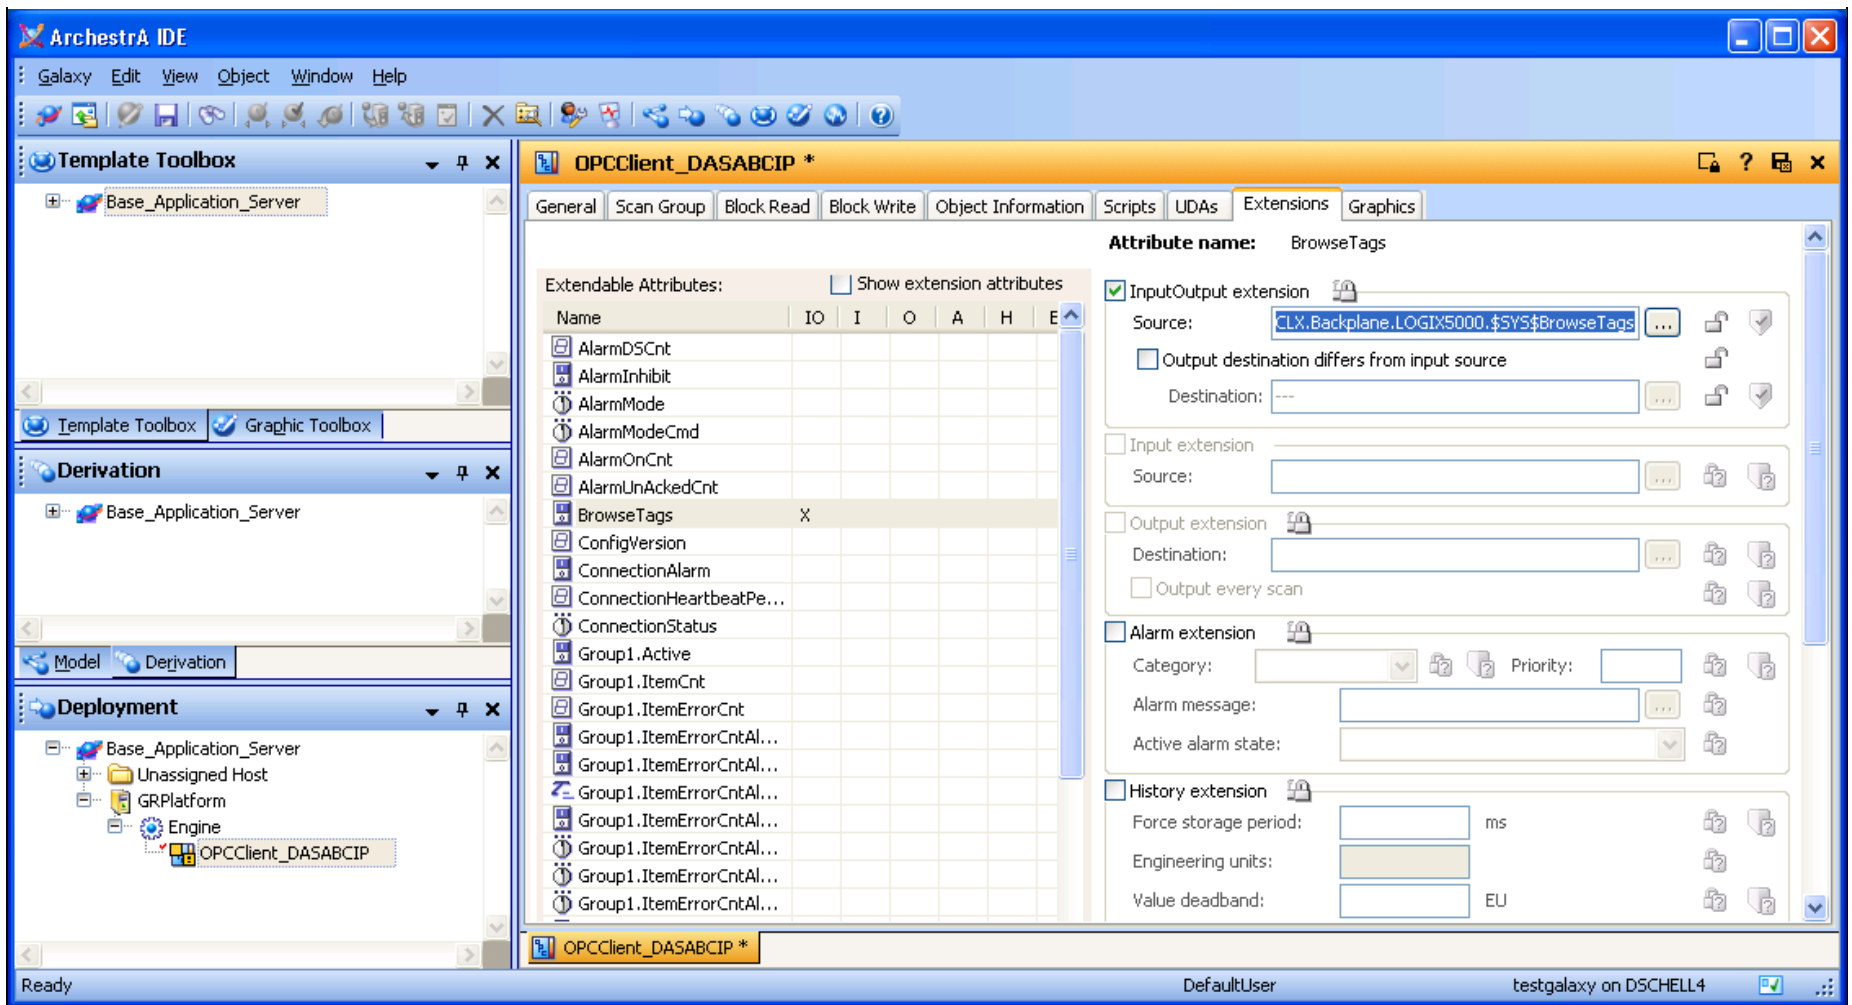 ArchestrA IDE
Galaxy Edit View Object Window Help
Template Toolbox
Base_Application_Server
Template Toolbox Graphic Toolbox
Derivation
Base_Application_Server
Model Derivation
Deployment
Base_Application_Server
Unassigned Host
GRPlatform
Engine
OPCClient_DASABCIP
OPCClient_DASABCIP *
General Scan Group Block Read Block Write Object Information Scripts UDAs Extensions Graphics
Attribute name: BrowseTags
Extendable Attributes: Show extension attributes
Name IO I O A H E
AlarmDSCnt
AlarmInhibit
AlarmMode
AlarmModeCmd
AlarmOnCnt
AlarmUnAckedCnt
BrowseTags X
ConfigVersion
ConnectionAlarm
ConnectionHeartbeatPe...
ConnectionStatus
Group1.Active
Group1.ItemCnt
Group1.ItemErrorCnt
Group1.ItemErrorCntAl...
Group1.ItemErrorCntAl...
Group1.ItemErrorCntAl...
Group1.ItemErrorCntAl...
Group1.ItemErrorCntAl...
Group1.ItemErrorCntAl...
Group1.ItemErrorCntAl...
InputOutput extension
Source: CLX.Backplane.LOGIX5000.$SYS$BrowseTags ...
Output destination differs from input source
Destination: --- ...
Input extension
Source: ...
Output extension
Destination: ...
Output every scan
Alarm extension
Category: Priority:
Alarm message: ...
Active alarm state:
History extension
Force storage period: ms
Engineering units:
Value deadband: EU
OPCClient_DASABCIP *
Ready DefaultUser testgalaxy on DSCHELL4